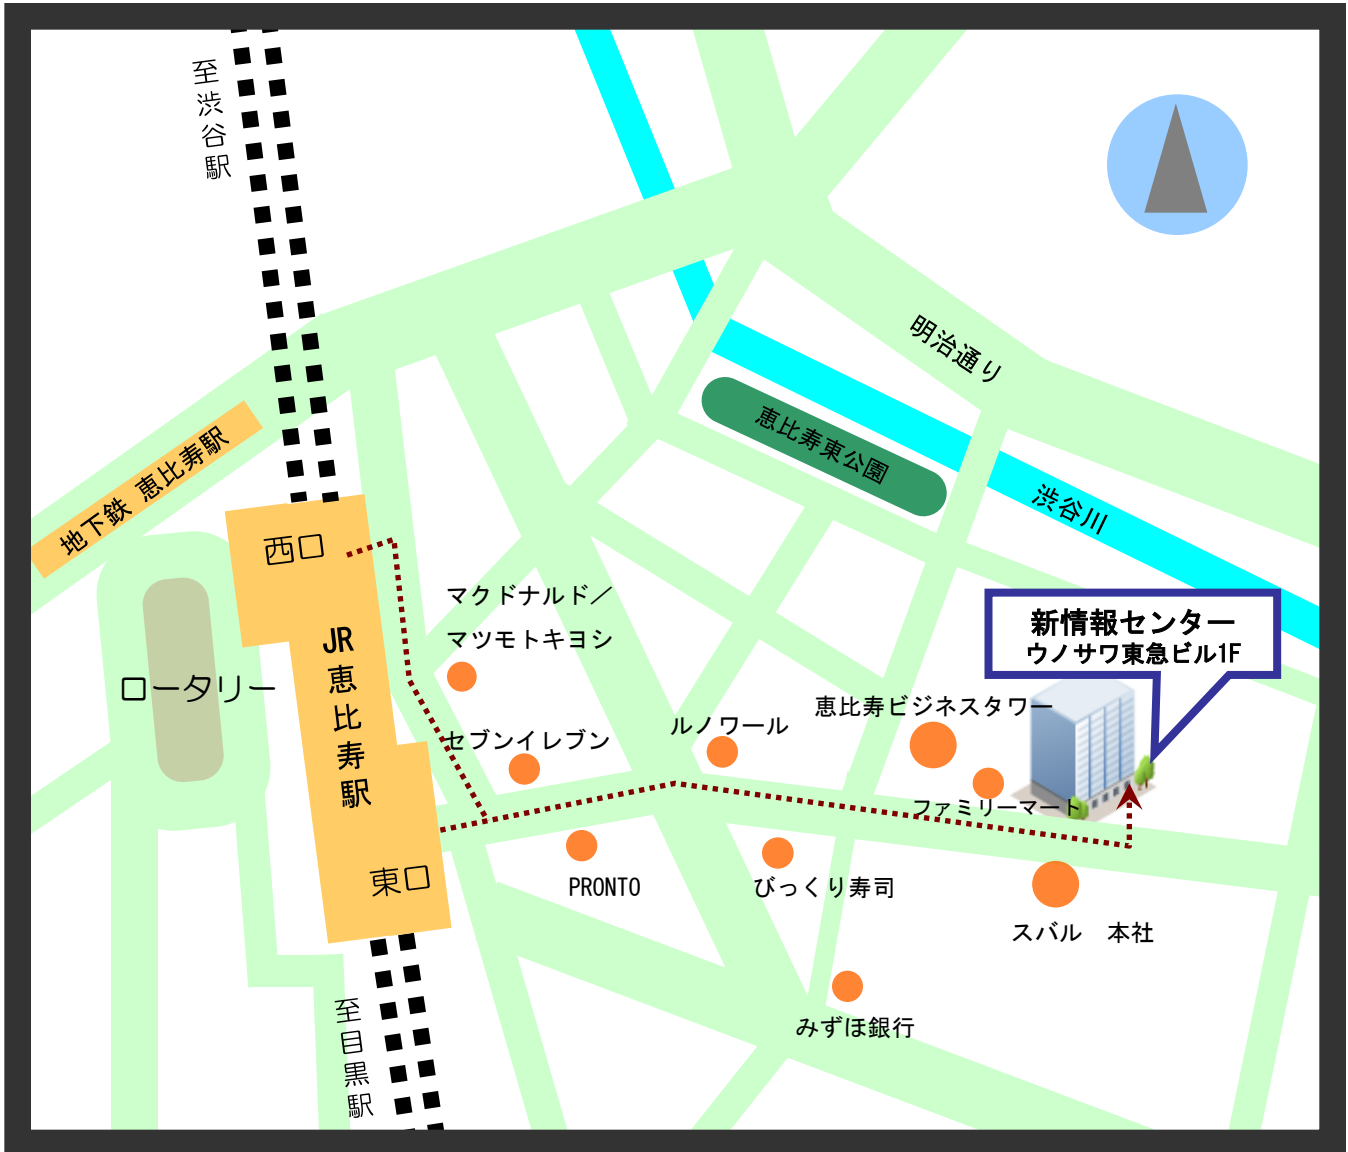 至渋谷駅
明治通り
恵比寿東公園
地下鉄 恵比寿駅
渋谷川
西口
マクドナルド／
マツモトキヨシ
新情報センター
ウノサワ東急ビル1F
JR恵比寿駅
ロータリー
恵比寿ビジネスタワー
ルノワール
セブンイレブン
ファミリーマート
東口
PRONTO
びっくり寿司
スバル　本社
至目黒駅
みずほ銀行